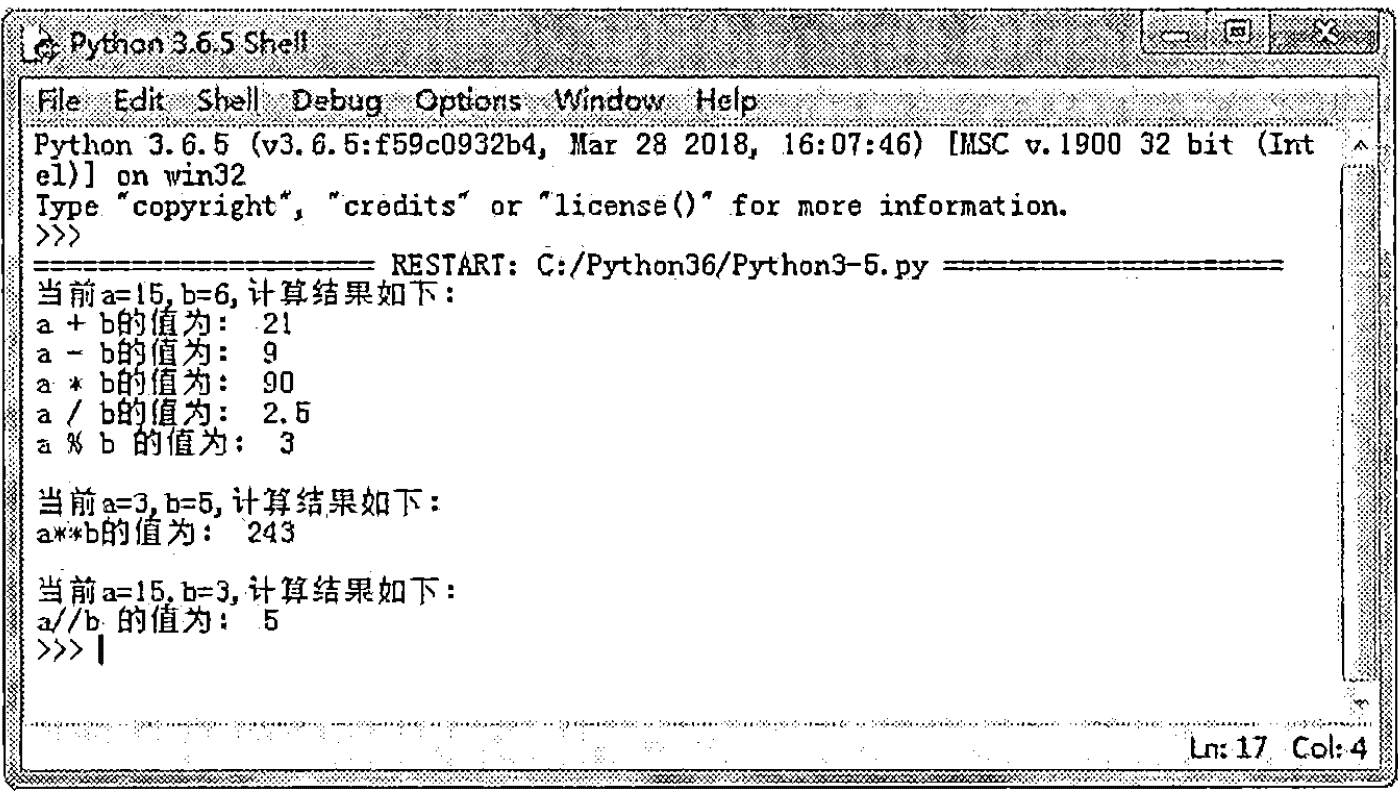 Python 3.6.5 Shell
File Edit Shell Debug Options Window Help
Python 3.6.5 (v3.6.5:f59c0932b4, Mar 28 2018, 16:07:46) [MSC v.1900 32 bit (Int
el)] on win32
Type "copyright", "credits" or "license()" for more information.
>>>
==================== RESTART: C:/Python36/Python3-5.py ====================
当前a=15,b=6,计算结果如下:
a + b的值为: 21
a - b的值为: 9
a * b的值为: 90
a / b的值为: 2.5
a % b 的值为: 3
当前a=3,b=5,计算结果如下:
a**b的值为: 243
当前a=15,b=3,计算结果如下:
a//b 的值为: 5
>>>
Ln: 17 Col: 4